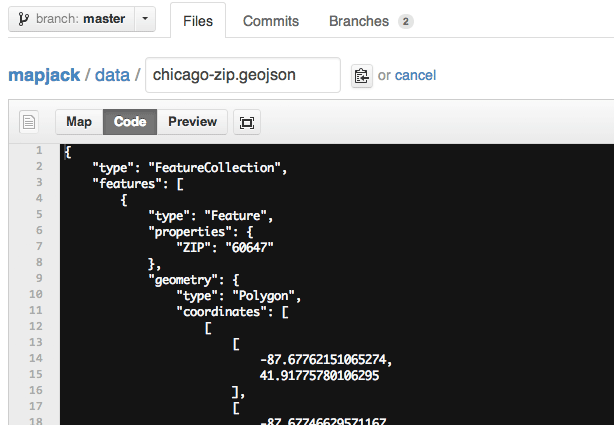 branch: master
Files
Commits
Branches 2
mapjack / data / chicago-zip.geojson or cancel
Map
Code
Preview
1 {
2 "type": "FeatureCollection",
3 "features": [
4 {
5 "type": "Feature",
6 "properties": {
7 "ZIP": "60647"
8 },
9 "geometry": {
10 "type": "Polygon",
11 "coordinates": [
12 [
13 [
14 -87.67762151065274,
15 41.91775780106295
16 ],
17 [
18 -87.67746629571167